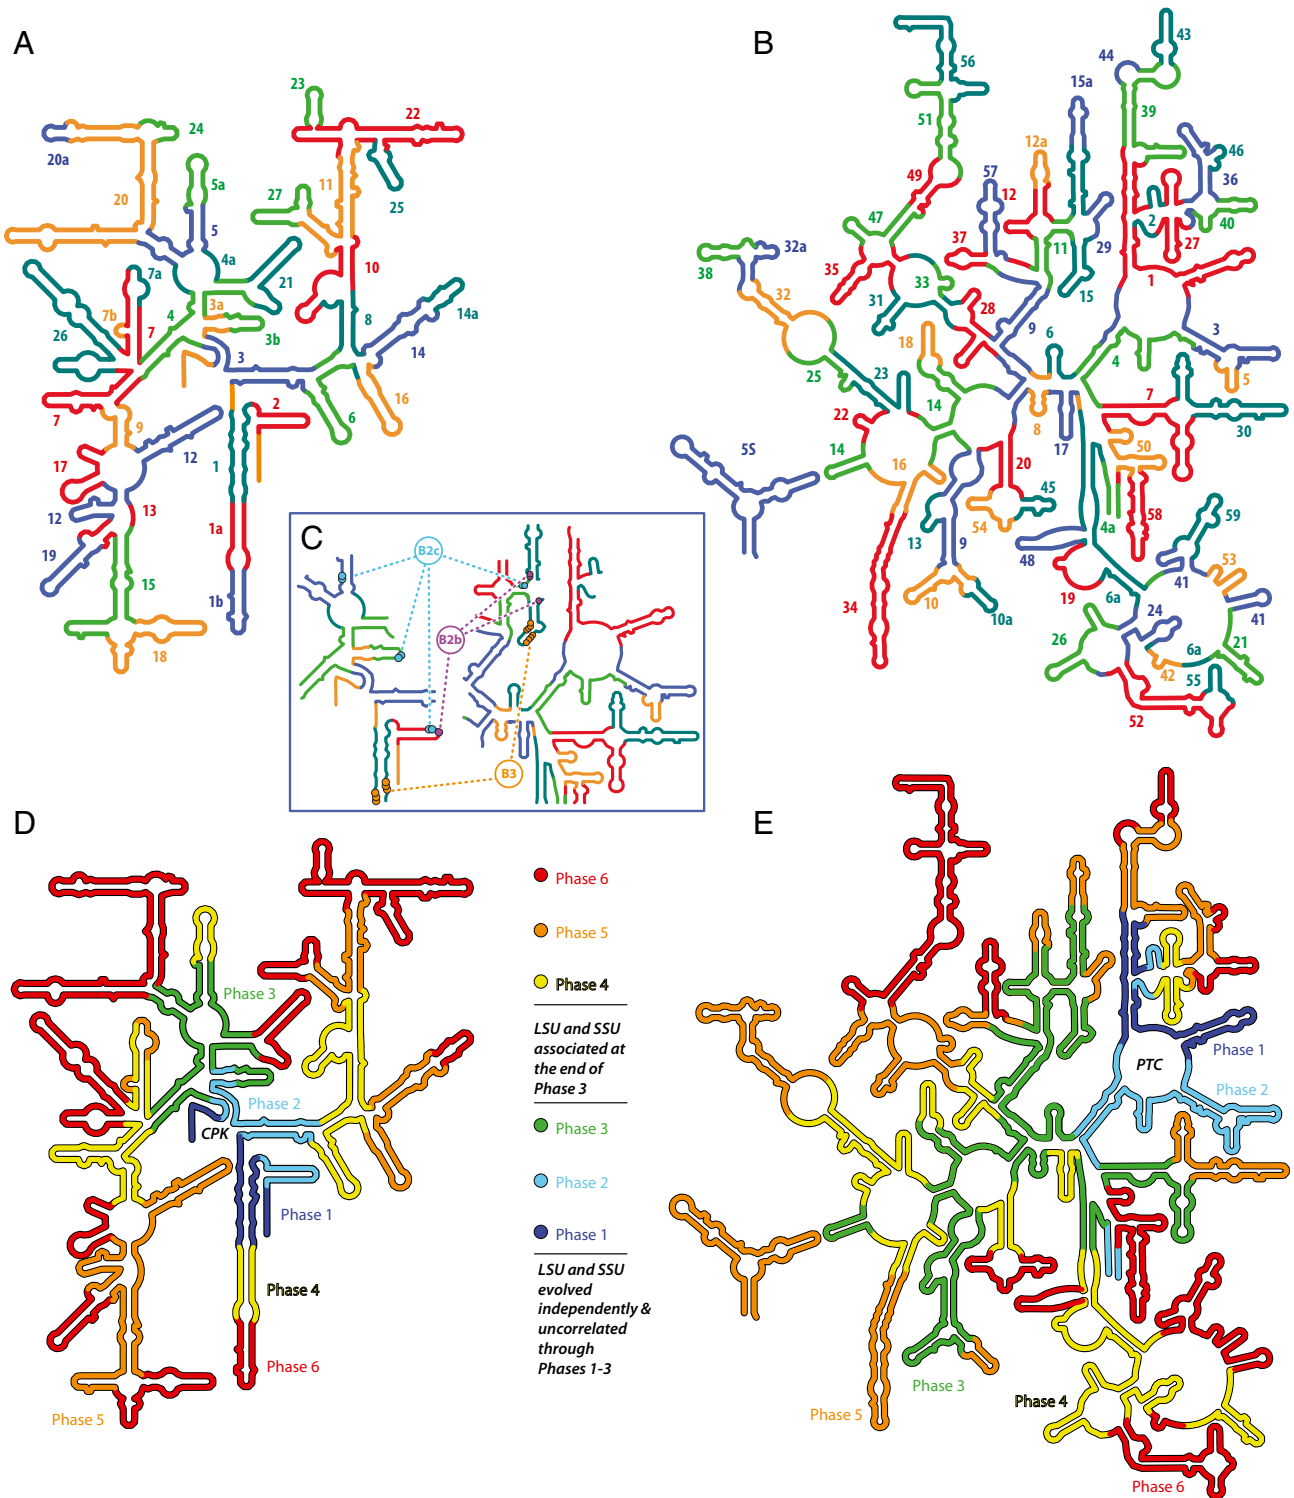 A
23
22
24
20a
5a
11
27
25
20
5
4a
21
7a
10
3a
14a
7b
4
8
26
7
3b
14
3
7
2
16
6
9
12
17
1
12
13
1a
19
15
1b
18
B
43
44
56
15a
39
51
12a
46
57
49
12
36
2
40
47
29
27
37
11
32a
38
35
33
15
1
32
31
28
9
6
3
18
4
25
5
23
7
22
14
8
30
17
14
50
5S
16
20
45
4a
58
59
54
13
9
48
53
19
6a
41
10
24
41
34
10a
26
6a
21
42
55
52
C
B2c
B2b
B3
D
Phase 3
Phase 2
CPK
Phase 1
Phase 4
Phase 6
Phase 5
Phase 6
Phase 5
Phase 4
LSU and SSU
associated at
the end of
Phase 3
Phase 3
Phase 2
Phase 1
LSU and SSU
evolved
independently &
uncorrelated
through
Phases 1-3
E
Phase 1
PTC
Phase 2
Phase 3
Phase 4
Phase 5
Phase 6